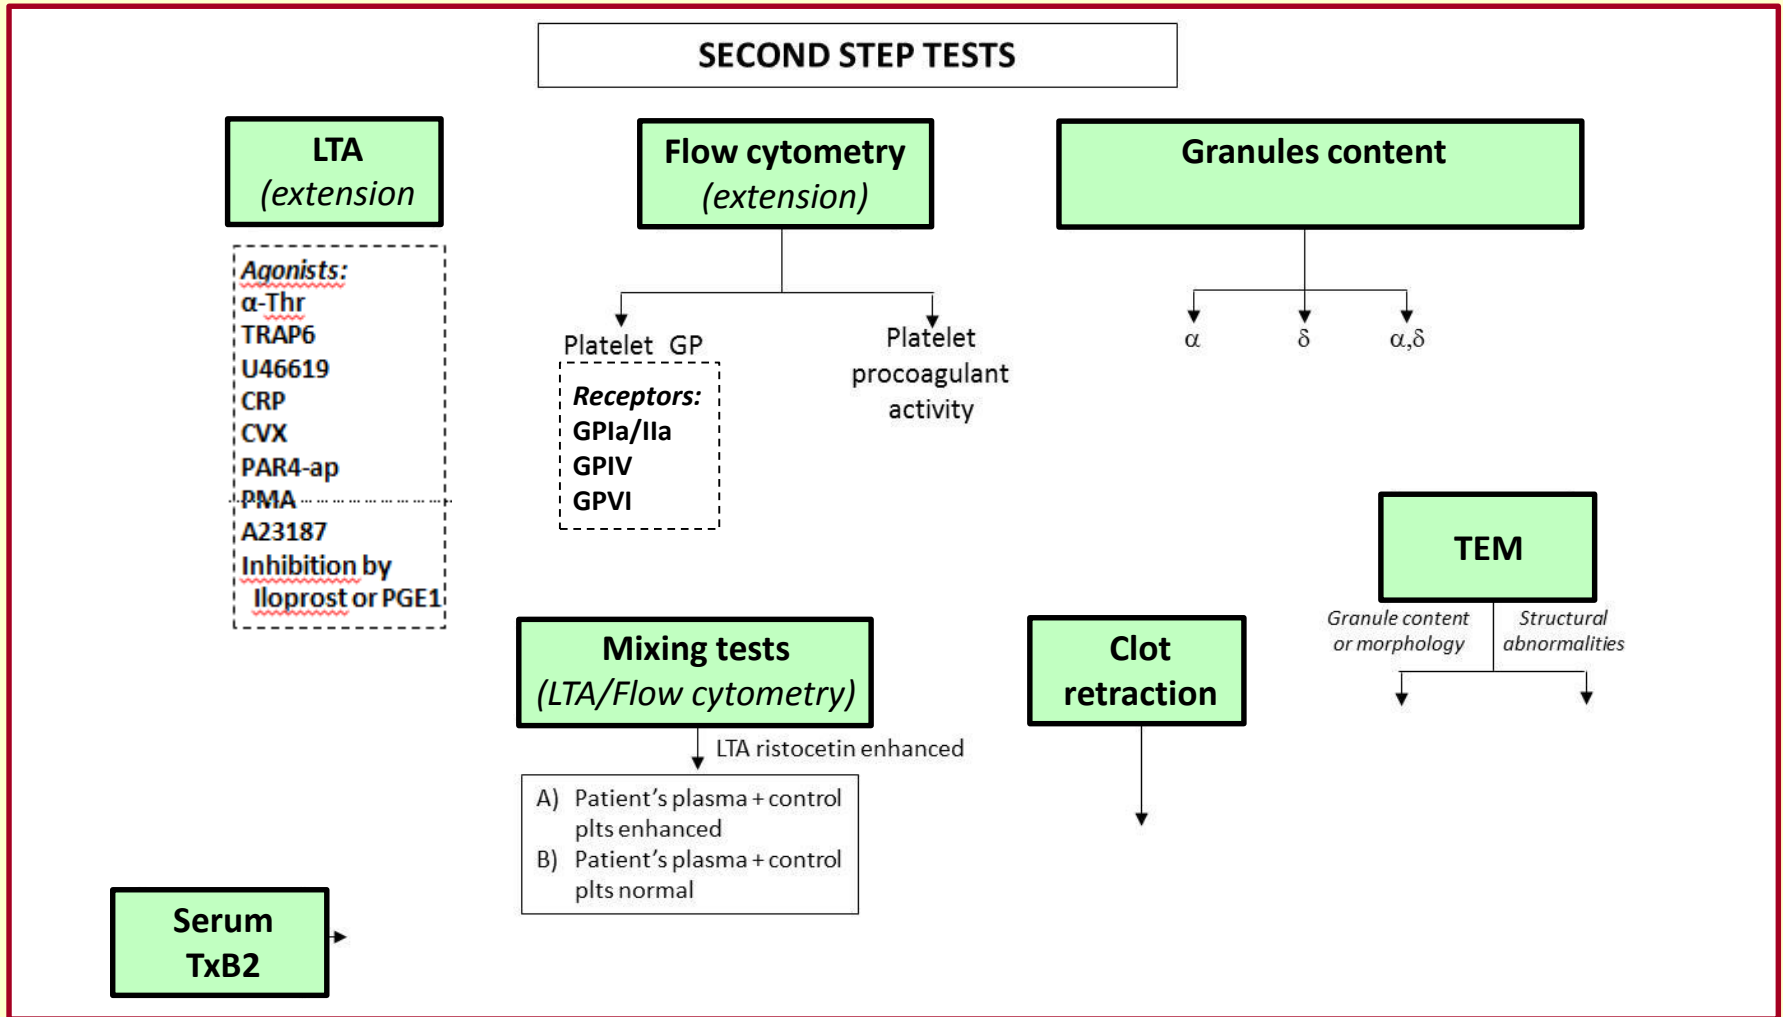 SECOND STEP TESTS
LTA
(extension
Agonists:
α-Thr
TRAP6
U46619
CRP
CVX
PAR4-ap
PMA
A23187
Inhibition by
Iloprost or PGE1
Flow cytometry
(extension)
Platelet GP
Receptors:
GPIa/IIa
GPIV
GPVI
Platelet
procoagulant
activity
Granules content
α
δ
α,δ
TEM
Granule content
or morphology
Structural
abnormalities
Mixing tests
(LTA/Flow cytometry)
LTA ristocetin enhanced
A) Patient's plasma + control
plts enhanced
B) Patient's plasma + control
plts normal
Clot
retraction
Serum
TxB2